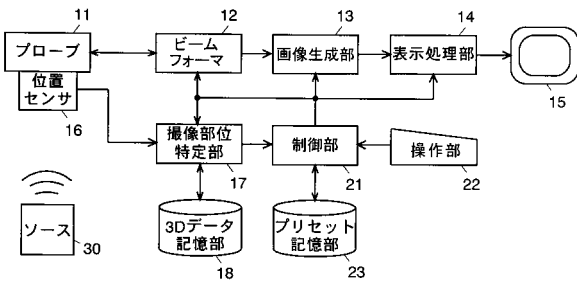 11
12
13
14
プローブ
ビーム
フォーマ
画像生成部
表示処理部
15
位置
センサ
16
撮像部位
特定部
17
制御部
21
操作部
22
ソース
30
3Dデータ
記憶部
18
プリセット
記憶部
23